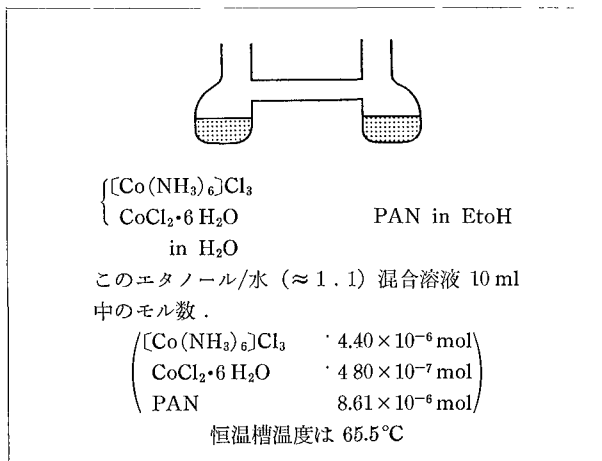 [Co(NH₃)₆]Cl₃
CoCl₂•6 H₂O PAN in EtoH
in H₂O
このエタノール/水 (≈1.1) 混合溶液 10 ml
中のモル数.
[Co(NH₃)₆]Cl₃ · 4.40×10⁻⁶ mol
CoCl₂•6 H₂O · 4 80×10⁻⁷ mol
PAN 8.61×10⁻⁶ mol
恒温槽温度は 65.5°C